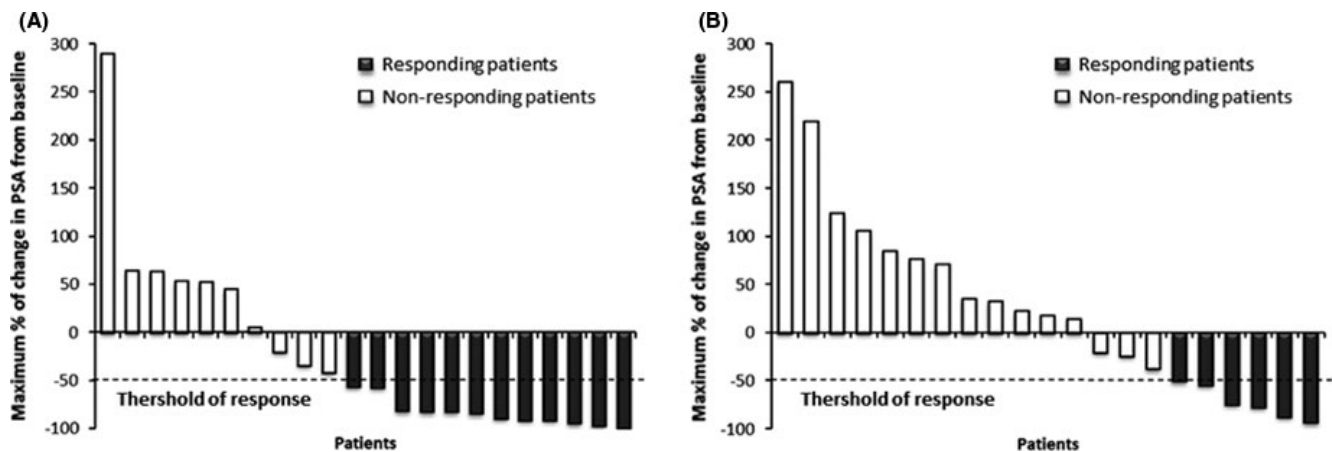 (A)
Maximum % of change in PSA from baseline
300
250
200
150
100
50
0
-50
-100
Responding patients
Non-responding patients
Thershold of response
Patients
(B)
Maximum % of change in PSA from baseline
300
250
200
150
100
50
0
-50
-100
Responding patients
Non-responding patients
Thershold of response
Patients